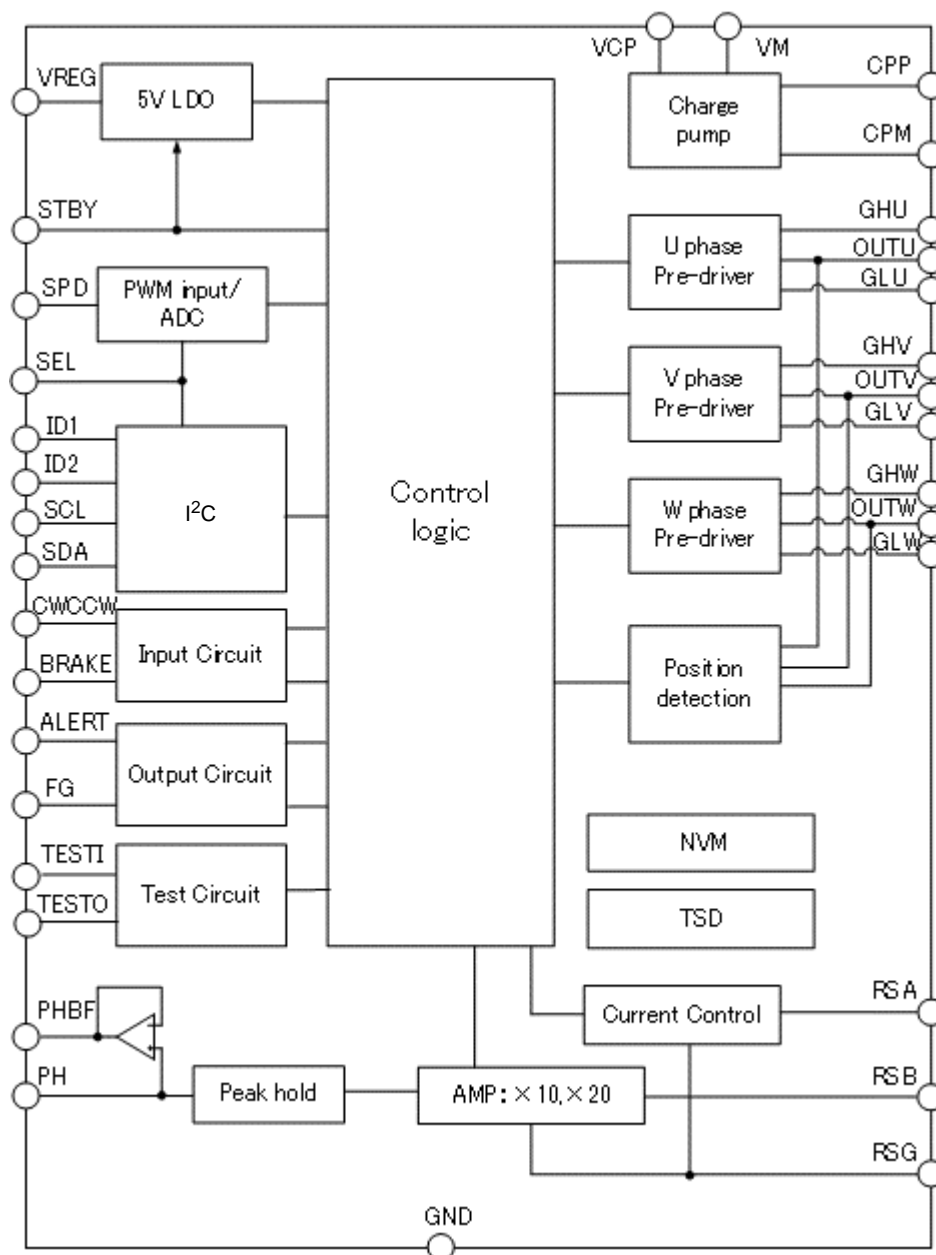 VCP
VM
VREG
5V LDO
Charge
pump
CPP
CPM
STBY
GHU
U phase
Pre-driver
OUTU
GLU
SPD
PWM input/
ADC
SEL
GHV
V phase
Pre-driver
OUTV
GLV
ID1
ID2
SCL
SDA
I²C
Control
logic
GHW
W phase
Pre-driver
OUTW
GLW
CWCCW
BRAKE
Input Circuit
Position
detection
ALERT
FG
Output Circuit
NVM
TESTI
TESTO
Test Circuit
TSD
PHBF
PH
Peak hold
Current Control
RSA
AMP: ×10, ×20
RSB
RSG
GND